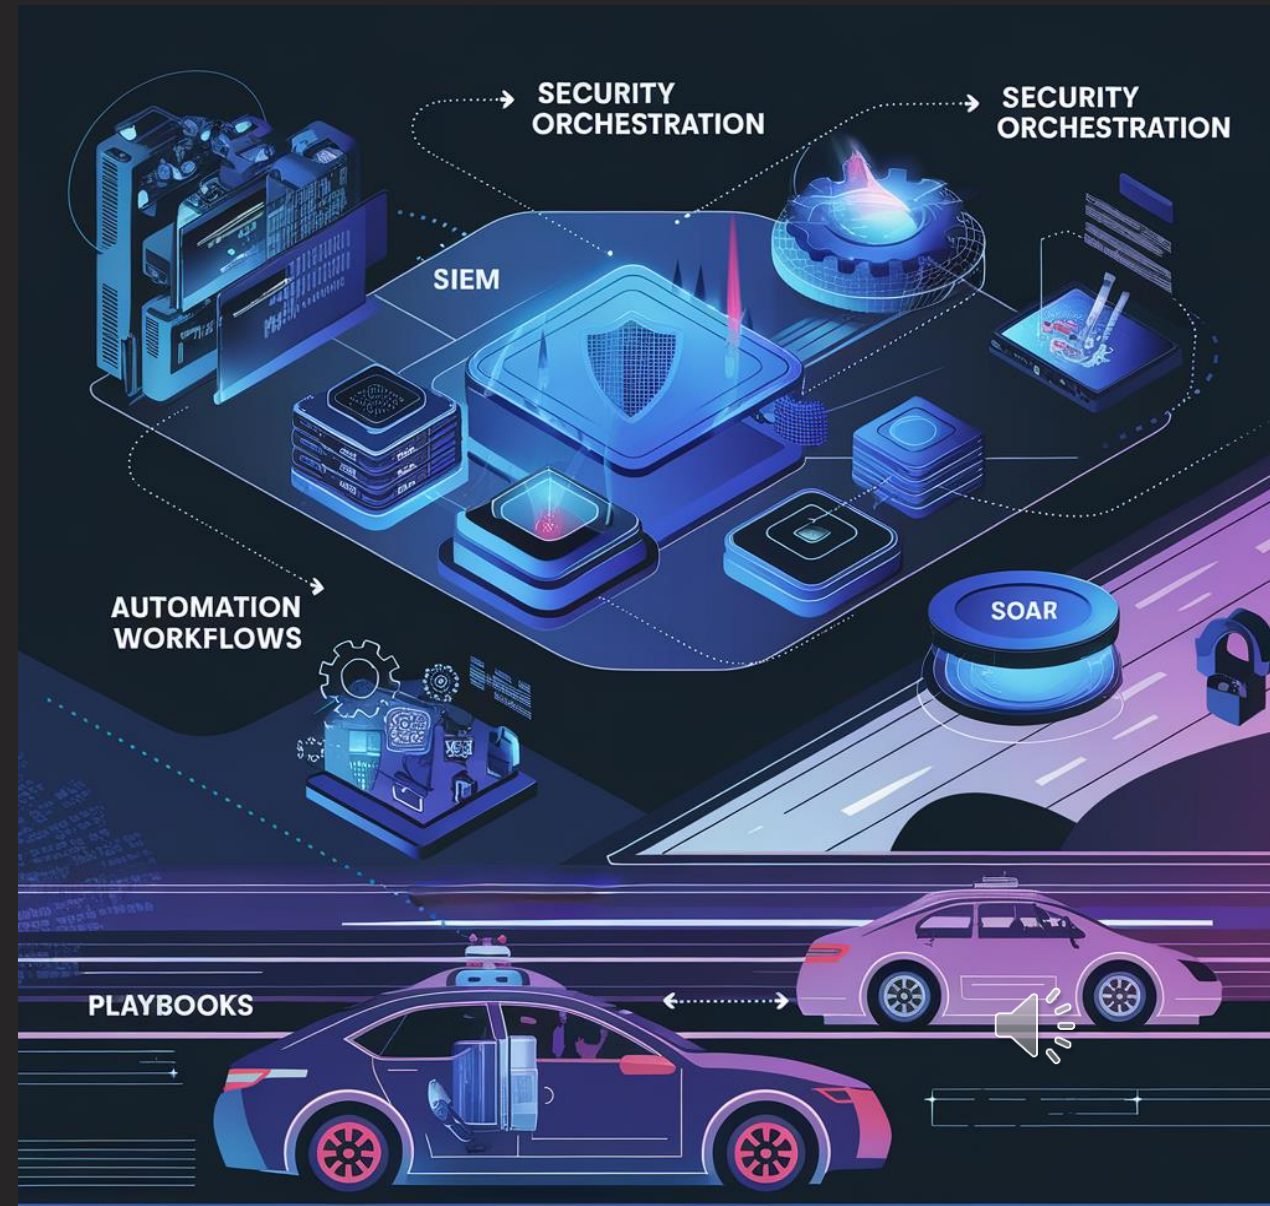 SECURITY
ORCHESTRATION
SECURITY
ORCHESTRATION
SIEM
AUTOMATION
WORKFLOWS
SOAR
PLAYBOOKS